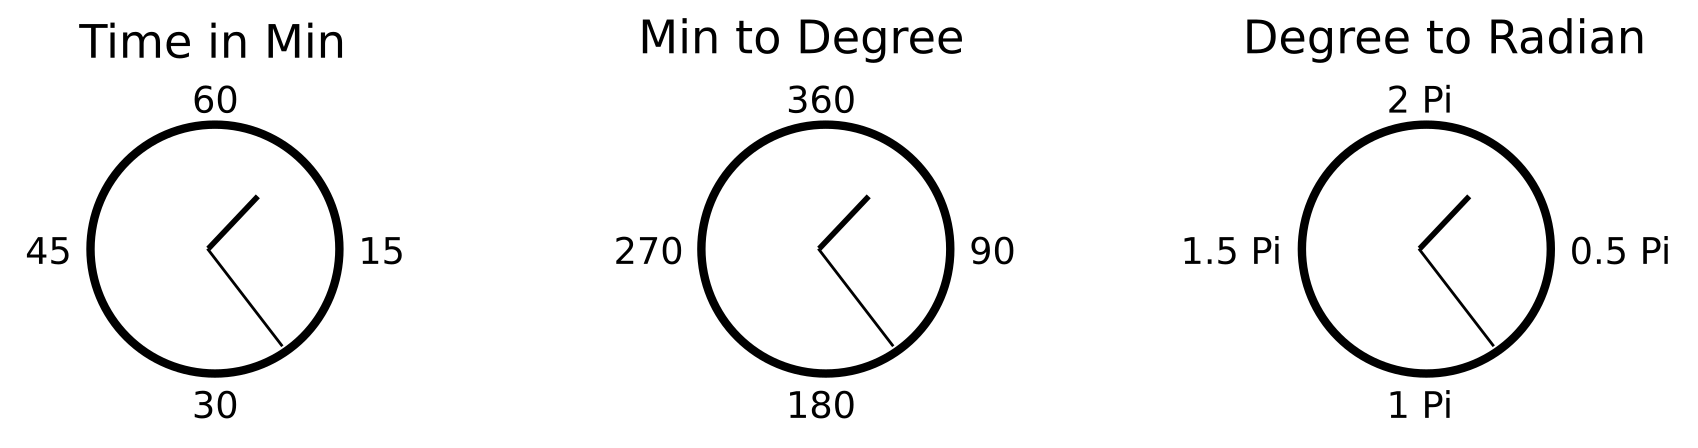 Time in Min
60
45
15
30
Min to Degree
360
270
90
180
Degree to Radian
2 Pi
1.5 Pi
0.5 Pi
1 Pi